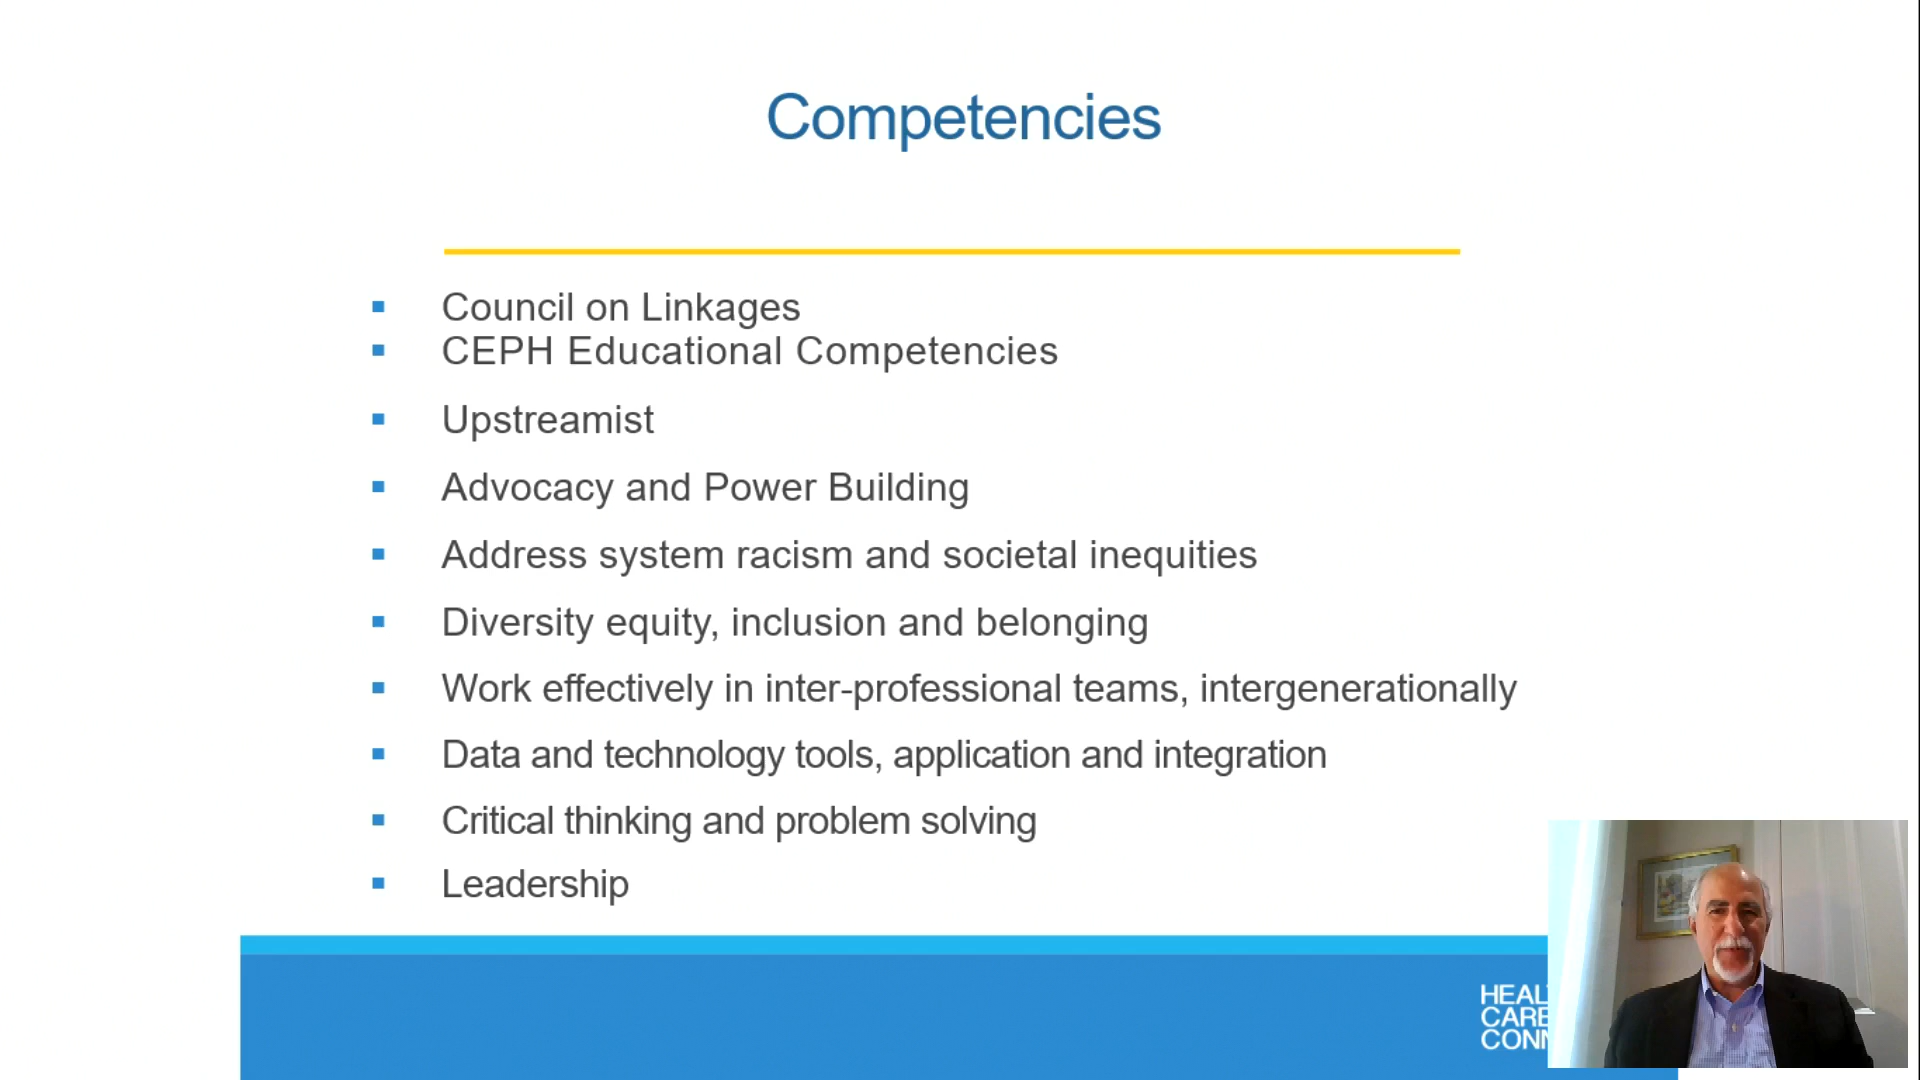 Competencies
Council on Linkages
CEPH Educational Competencies
Upstreamist
Advocacy and Power Building
Address system racism and societal inequities
Diversity equity, inclusion and belonging
Work effectively in inter-professional teams, intergenerationally
Data and technology tools, application and integration
Critical thinking and problem solving
Leadership
CARE